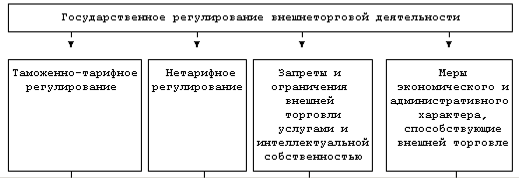 Государственное регулирование внешнеторговой деятельности
Таможенно-тарифное
регулирование
Нетарифное
регулирование
Запреты и
ограничения
внешней
торговли
услугами и
интеллектуальной
собственностью
Меры
экономического и
административного
характера,
способствующие
внешней торговле